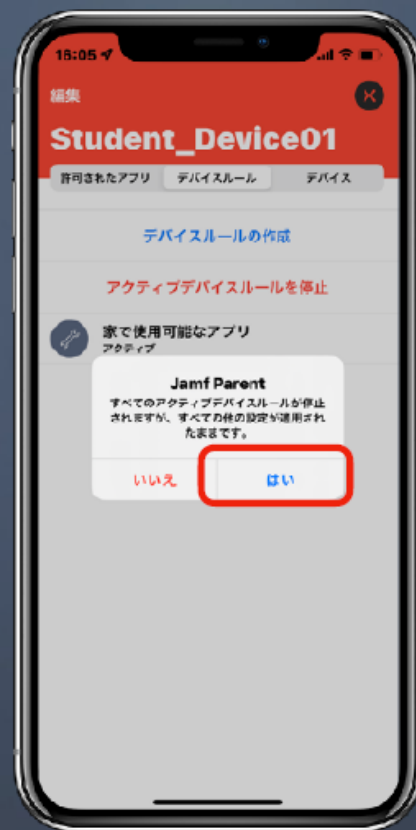 16:05
編集
Student_Device01
許可されたアプリ デバイスルール デバイス
デバイスルールの作成
アクティブデバイスルールを停止
家で使用可能なアプリ
アクティブ
Jamf Parent
すべてのアクティブデバイスルールが停止
されますが、すべての他の設定が適用され
たままです。
いいえ はい